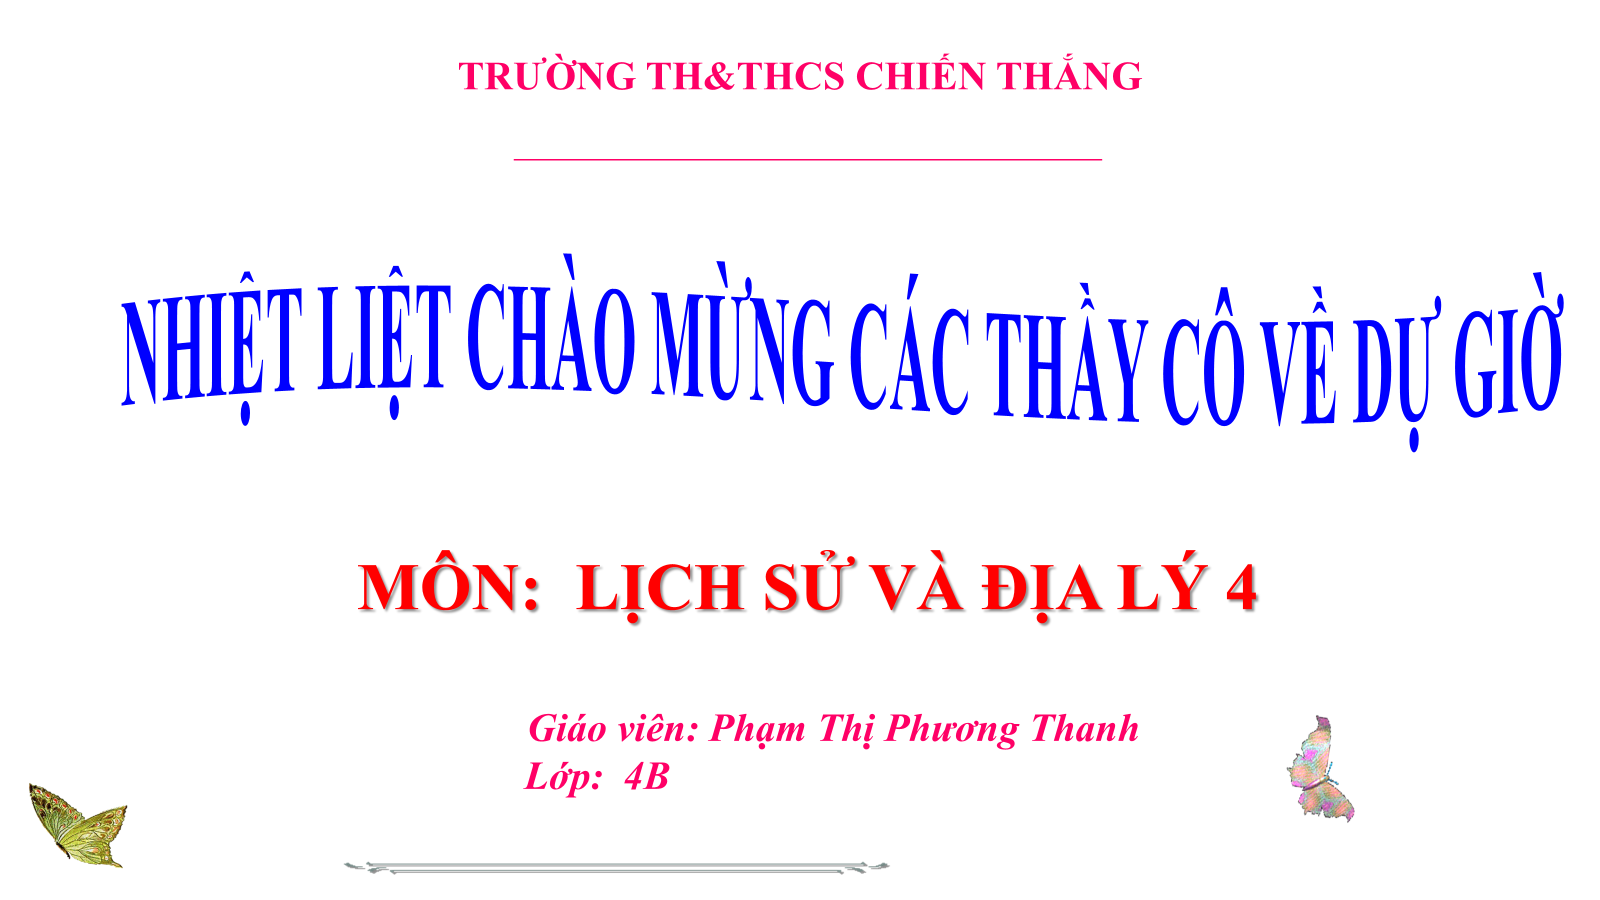 TRƯỜNG TH&THCS CHIẾN THẮNG
NHIỆT LIỆT CHÀO MỪNG CÁC THẦY CÔ VỀ DỰ GIỜ
MÔN: LỊCH SỬ VÀ ĐỊA LÝ 4
Giáo viên: Phạm Thị Phương Thanh
Lớp: 4B